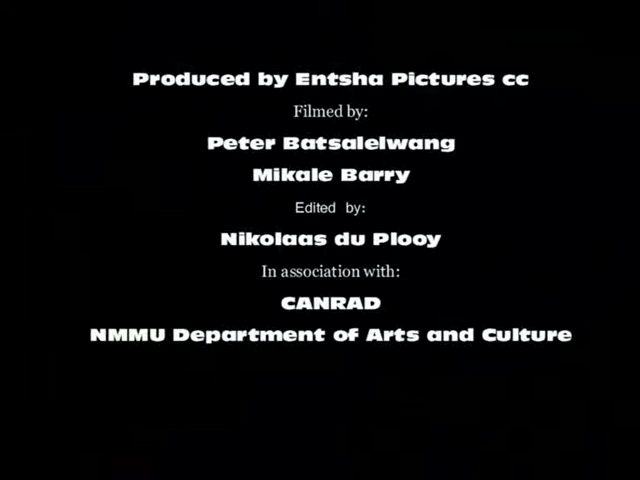 Produced by Entsha Pictures cc
Filmed by:
Peter Batsalelwang
Mikale Barry
Edited by:
Nikolaas du Plooy
In association with:
CANRAD
NMMU Department of Arts and Culture